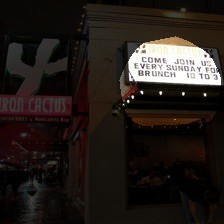 IRON CACTUS
COME JOIN US
EVERY SUNDAY FOR
BRUNCH 10 TO 3